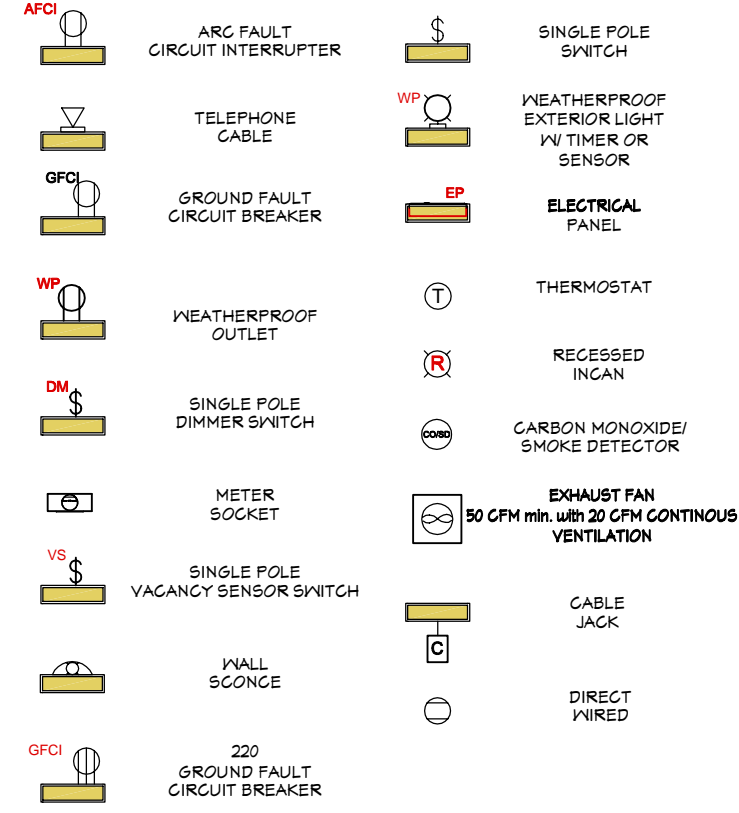 AFCI
ARC FAULT
CIRCUIT INTERRUPTER
TELEPHONE
CABLE
GFCI
GROUND FAULT
CIRCUIT BREAKER
WP
WEATHERPROOF
OUTLET
DM
$
SINGLE POLE
DIMMER SWITCH
METER
SOCKET
VS
$
SINGLE POLE
VACANCY SENSOR SWITCH
WALL
SCONCE
GFCI
220
GROUND FAULT
CIRCUIT BREAKER
$
SINGLE POLE
SWITCH
WP
WEATHERPROOF
EXTERIOR LIGHT
W/ TIMER OR
SENSOR
EP
ELECTRICAL
PANEL
T
THERMOSTAT
R
RECESSED
INCAN
CO/SD
CARBON MONOXIDE/
SMOKE DETECTOR
EXHAUST FAN
50 CFM min. with 20 CFM CONTINOUS
VENTILATION
CABLE
JACK
C
DIRECT
WIRED